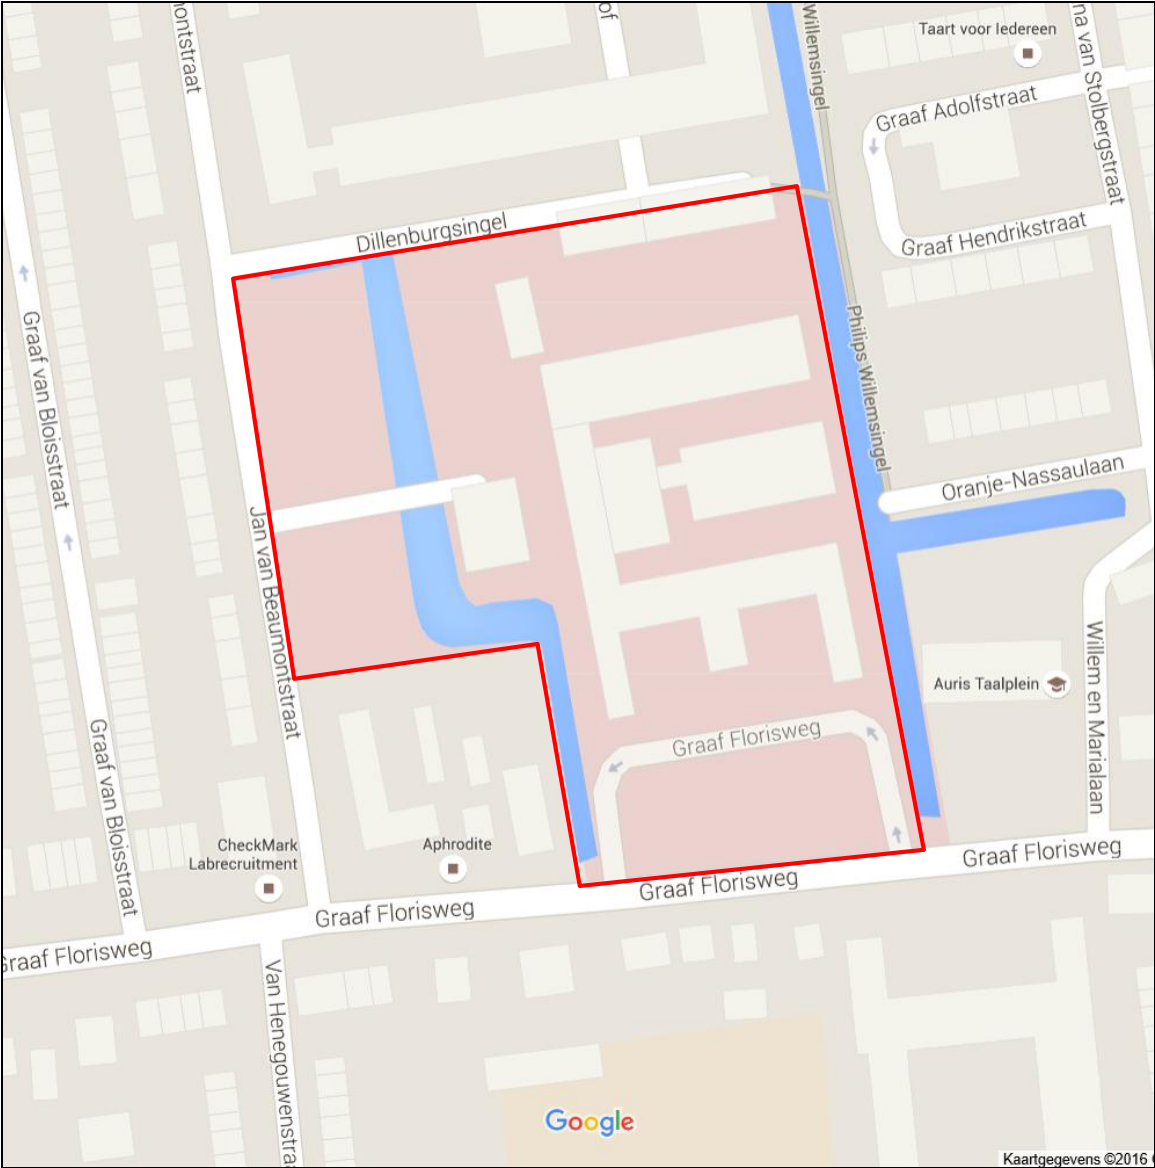 Taart voor Iedereen
Graaf Adolfstraat
Graaf Hendrikstraat
Dillenburgsingel
Willemsingel
Philips Willemsingel
Graaf van Bloisstraat
Oranje-Nassaulaan
Jan van Beaumontstraat
Willem en Marialaan
Auris Taalplein
Graaf Florisweg
Graaf van Bloisstraat
CheckMark
Labrecruitment
Aphrodite
Graaf Florisweg
Graaf Florisweg
Graaf Florisweg
raaf Florisweg
Van Henegouwenstraa
na van Stolbergstraat
ontstraat
of
Google
Kaartgegevens ©2016